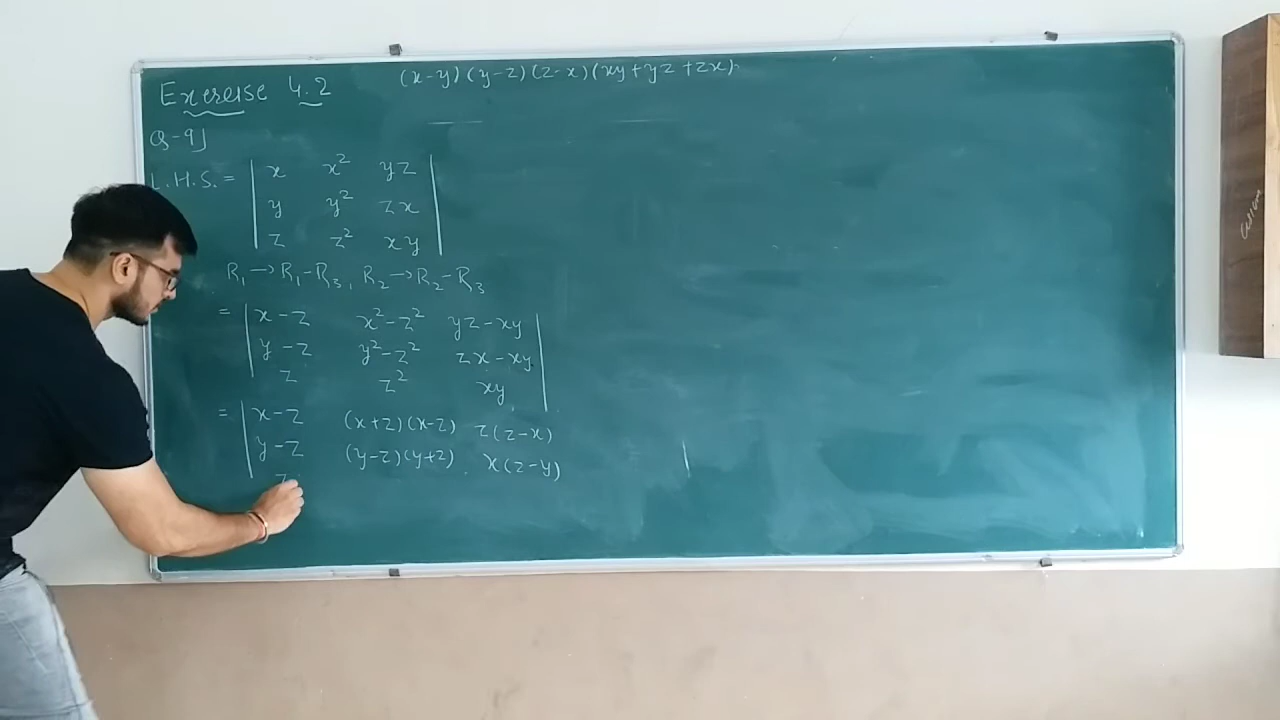 Exercise 4.2 (x-y)(y-z)(z-x)(xy+yz+zx).
Q-9]
L.H.S. = | x x² yz |
| y y² zx |
| z z² xy |
R₁→R₁-R₃, R₂→R₂-R₃
= | x-z x²-z² yz-xy |
| y-z y²-z² zx-xy |
| z z² xy |
= | x-z (x+z)(x-z) z(z-x)
| y-z (y-z)(y+z) x(z-y)
z